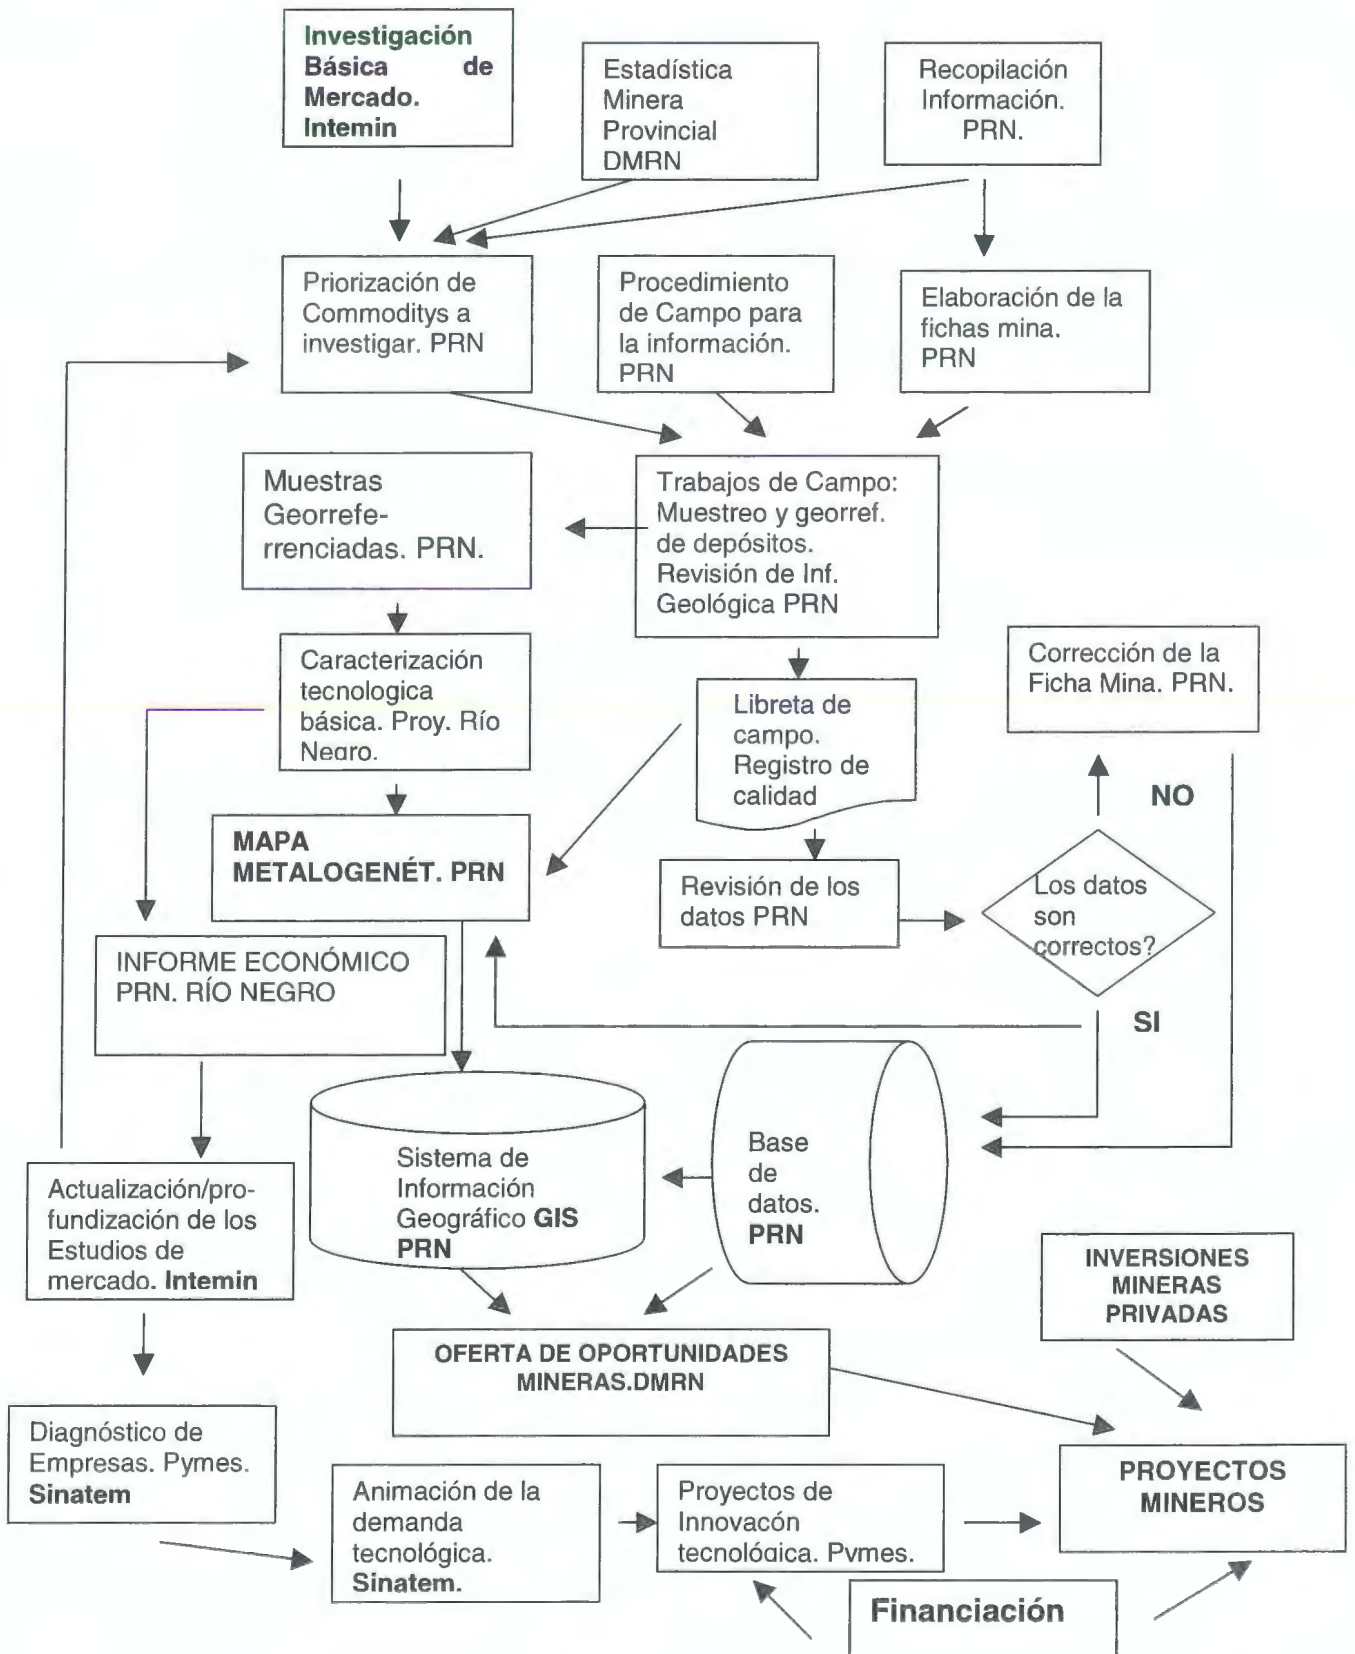 Investigación
Básica de
Mercado.
Intemin
Estadística
Minera
Provincial
DMRN
Recopilación
Información.
PRN.
Priorización de
Commoditys a
investigar. PRN
Procedimiento
de Campo para
la información.
PRN
Elaboración de la
fichas mina.
PRN
Muestras
Georrefe-
rrenciadas. PRN.
Trabajos de Campo:
Muestreo y georref.
de depósitos.
Revisión de Inf.
Geológica PRN
Caracterización
tecnologica
básica. Proy. Río
Negro.
Libreta de
campo.
Registro de
calidad
Corrección de la
Ficha Mina. PRN.
NO
MAPA
METALOGENÉT. PRN
Revisión de los
datos PRN
Los datos
son
correctos?
SI
INFORME ECONÓMICO
PRN. RÍO NEGRO
Sistema de
Información
Geográfico GIS
PRN
Base
de
datos.
PRN
Actualización/pro-
fundización de los
Estudios de
mercado. Intemin
INVERSIONES
MINERAS
PRIVADAS
OFERTA DE OPORTUNIDADES
MINERAS.DMRN
Diagnóstico de
Empresas. Pymes.
Sinatem
Animación de la
demanda
tecnológica.
Sinatem.
Proyectos de
Innovacón
tecnológica. Pymes.
PROYECTOS
MINEROS
Financiación